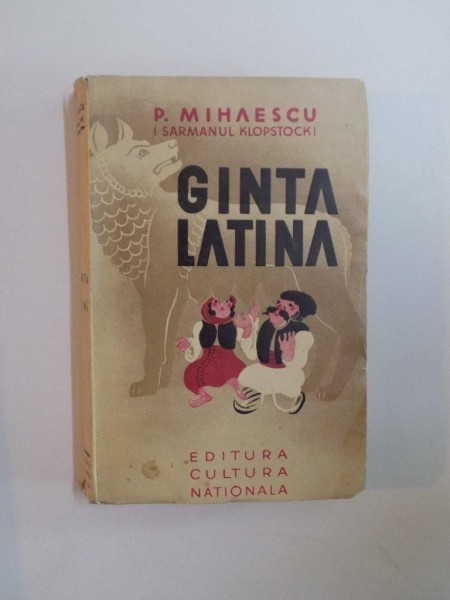 P. MIHAESCU
( SARMANUL KLOPSTOCK)
GINTA
LATINA
EDITURA
CULTURA
NATIONALA